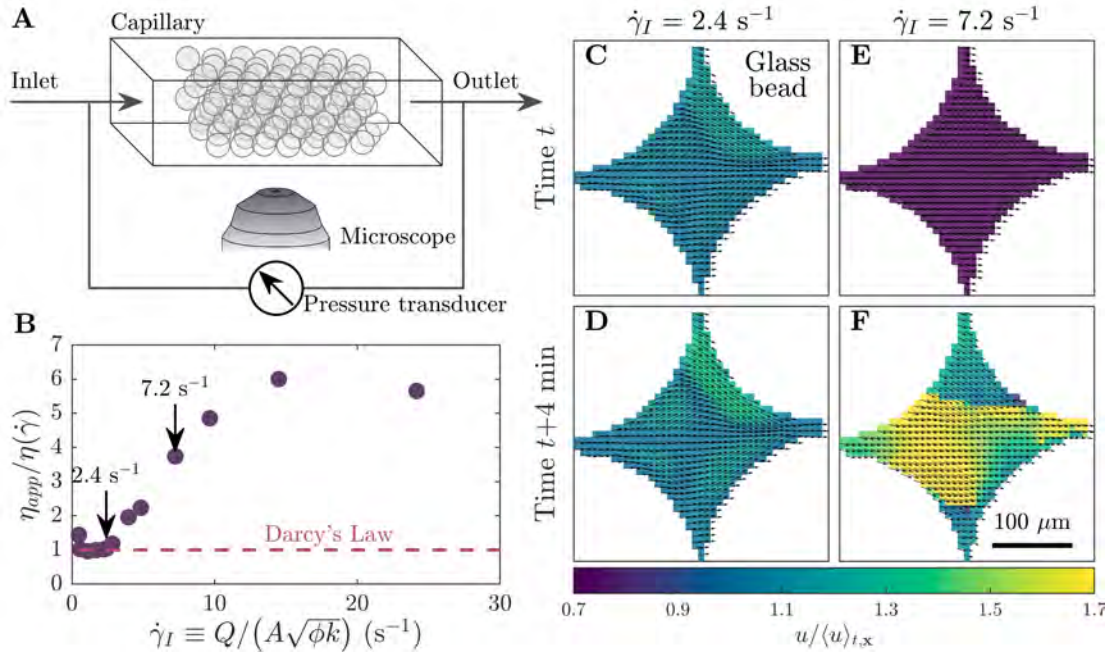 A
Capillary
Inlet
Outlet
Microscope
Pressure transducer
B
7
6
5
4
3
2
1
0
η_app/η(γ̇)
7.2 s⁻¹
2.4 s⁻¹
Darcy's Law
0 10 20 30
γ̇_I ≡ Q/(A√ϕk) (s⁻¹)
γ̇_I = 2.4 s⁻¹
γ̇_I = 7.2 s⁻¹
Time t
C
Glass
bead
E
Time t+4 min
D
F
100 μm
0.7 0.9 1.1 1.3 1.5 1.7
u/⟨u⟩_t,x